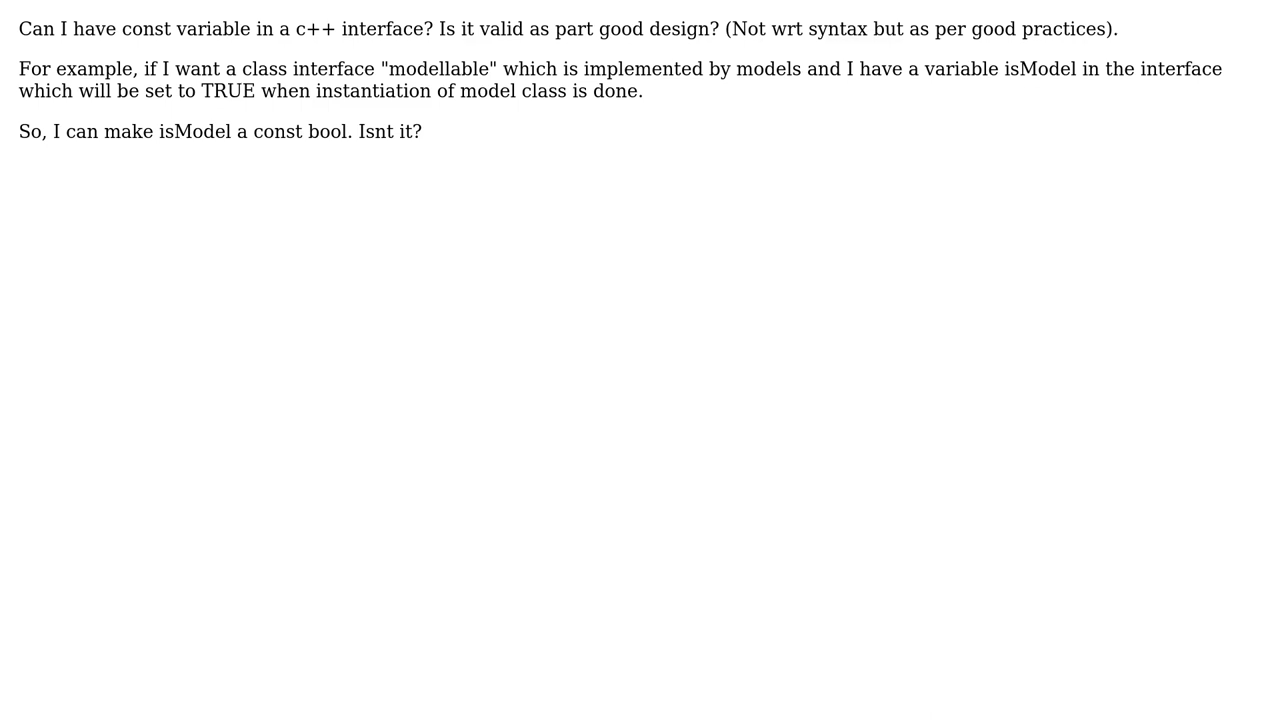 Can I have const variable in a c++ interface? Is it valid as part good design? (Not wrt syntax but as per good practices).
For example, if I want a class interface "modellable" which is implemented by models and I have a variable isModel in the interface
which will be set to TRUE when instantiation of model class is done.
So, I can make isModel a const bool. Isnt it?